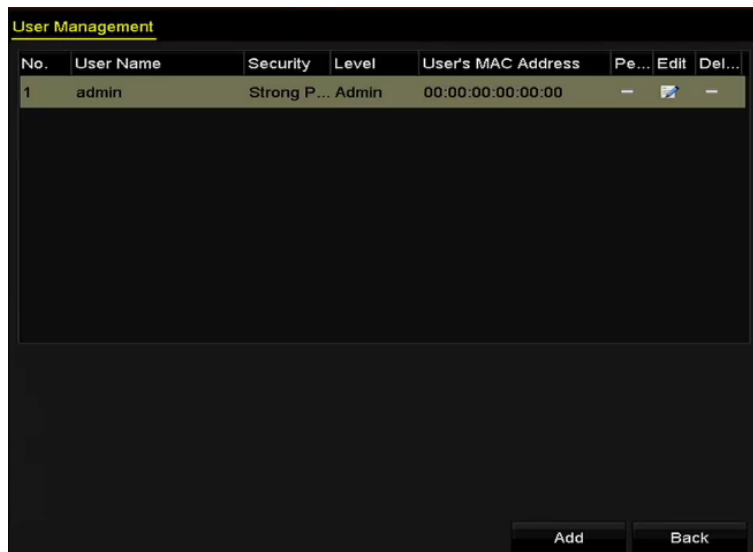 User Management
No. User Name Security Level User's MAC Address Pe... Edit Del...
1 admin Strong P... Admin 00:00:00:00:00:00 — —
Add Back